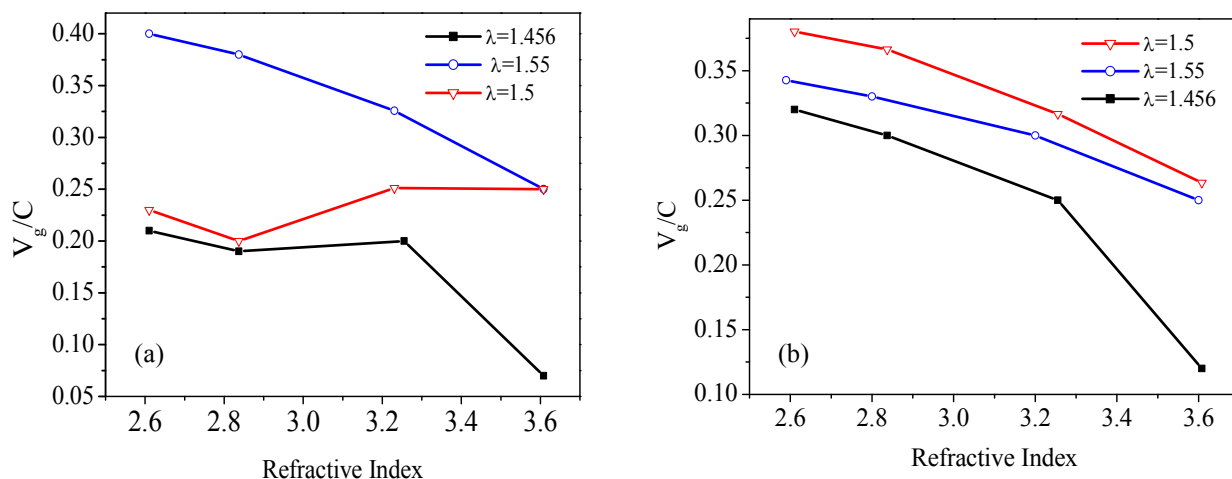 0.40
0.35
0.30
0.25
0.20
0.15
0.10
0.05
V_g/C
λ=1.456
λ=1.55
λ=1.5
(a)
2.6 2.8 3.0 3.2 3.4 3.6
Refractive Index
0.35
0.30
0.25
0.20
0.15
0.10
V_g/C
λ=1.5
λ=1.55
λ=1.456
(b)
2.6 2.8 3.0 3.2 3.4 3.6
Refractive Index